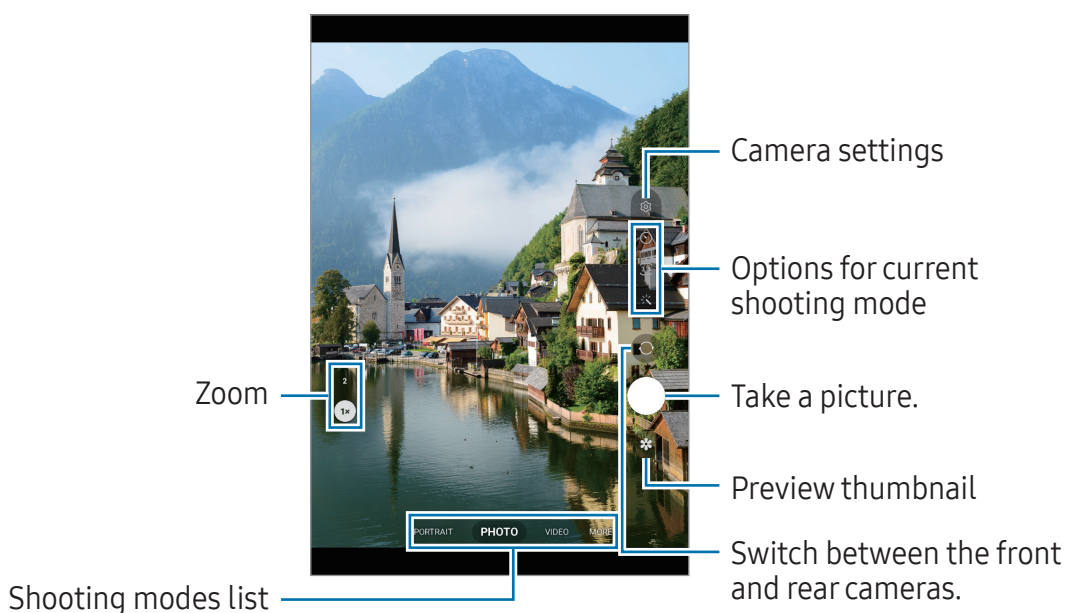 Camera settings
Options for current
shooting mode
Zoom
2
1×
Take a picture.
Preview thumbnail
PORTRAIT PHOTO VIDEO MORE
Switch between the front
and rear cameras.
Shooting modes list